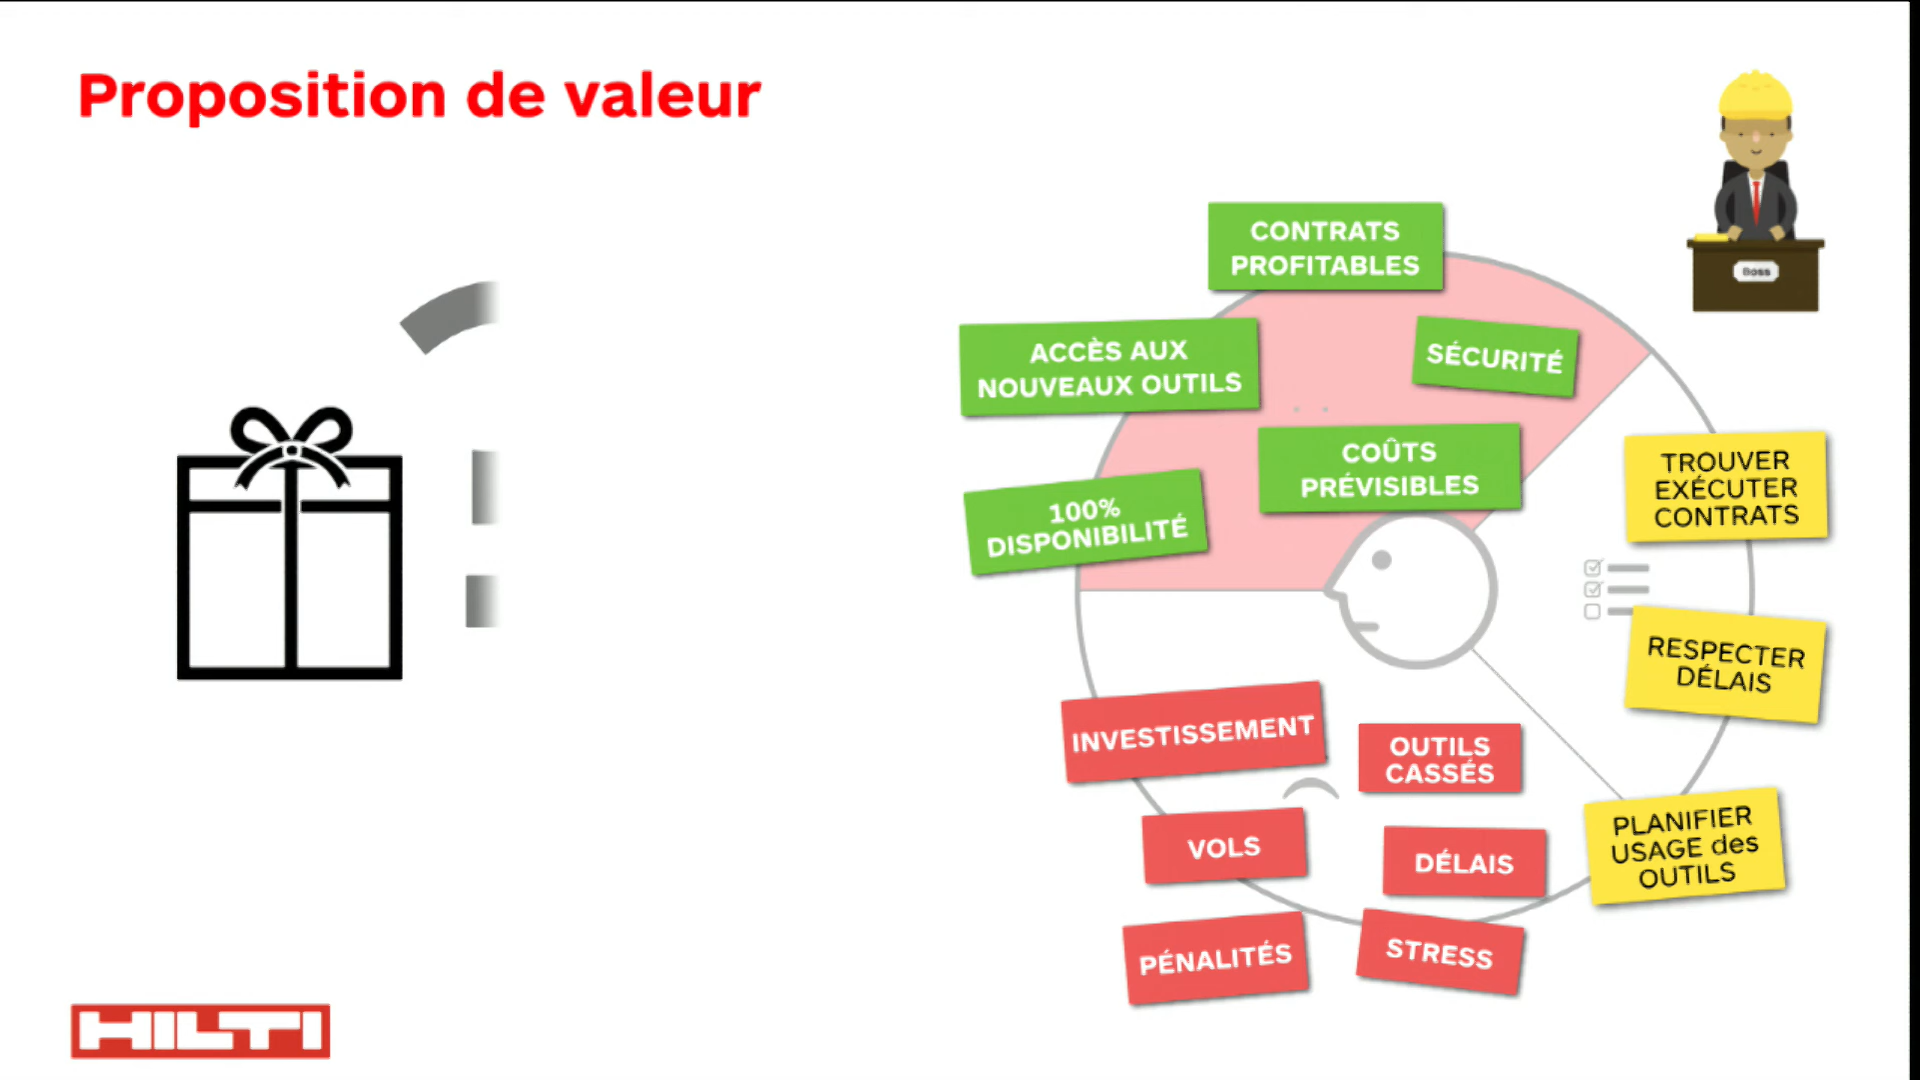 Proposition de valeur
Boss
CONTRATS
PROFITABLES
ACCÈS AUX
NOUVEAUX OUTILS
SÉCURITÉ
COÛTS
PRÉVISIBLES
100%
DISPONIBILITÉ
TROUVER
EXÉCUTER
CONTRATS
RESPECTER
DÉLAIS
PLANIFIER
USAGE des
OUTILS
INVESTISSEMENT
OUTILS
CASSÉS
VOLS
DÉLAIS
PÉNALITÉS
STRESS
HILTI